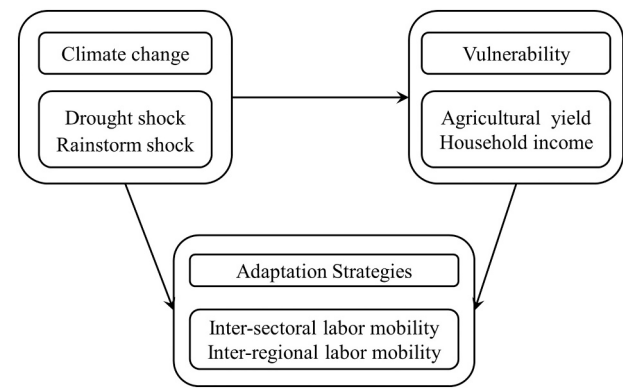 Climate change
Drought shock
Rainstorm shock
Vulnerability
Agricultural yield
Household income
Adaptation Strategies
Inter-sectoral labor mobility
Inter-regional labor mobility